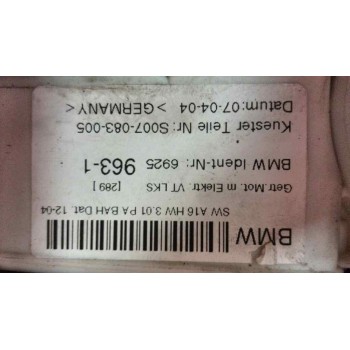 BMW
SW A16 HW 3.01 PA BAH Dat. 12-04
Getr.Mot.m Elektr. VT LKS [289]
BMW Ident-Nr: 6925 963-1
Kuester Teile Nr: S007-083-005
Datum:07-04-04 >GERMANY<